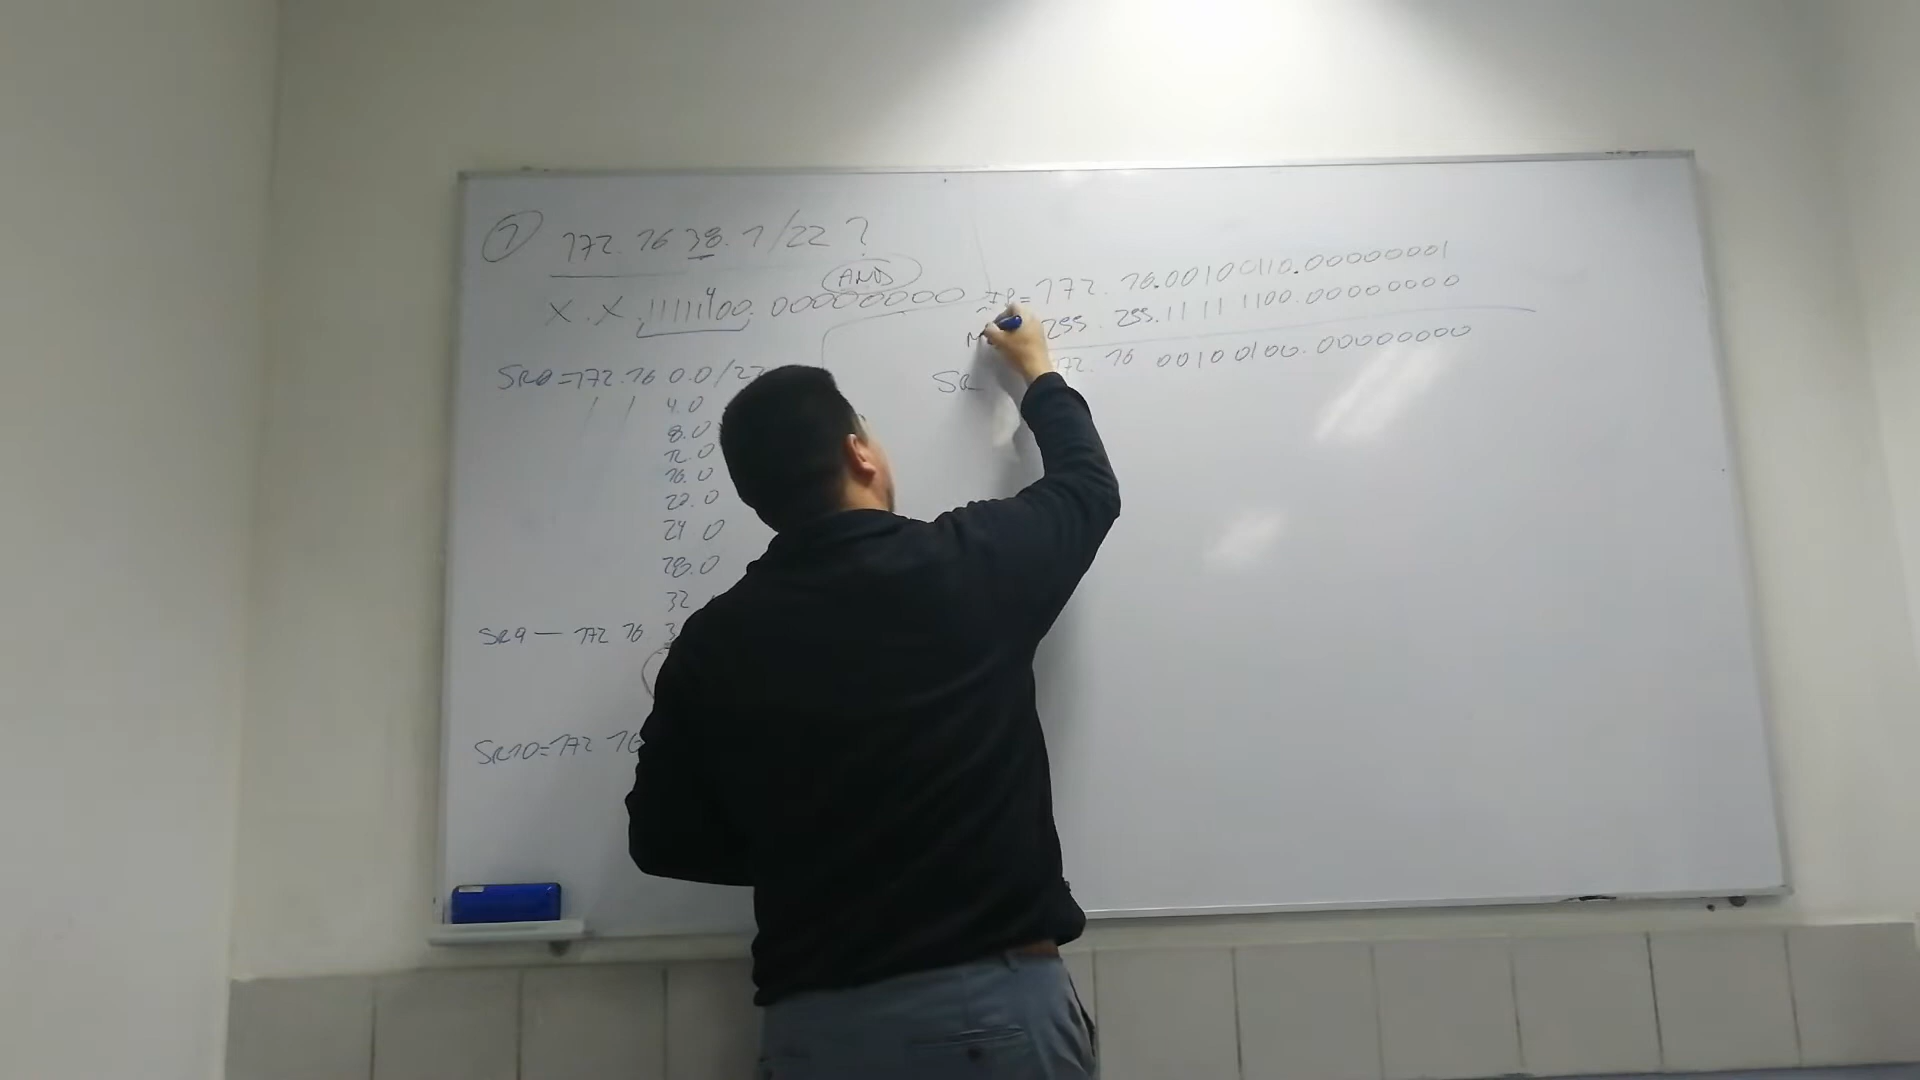 1 172.16 38.1/22?
AND
X.X.11111100.00000000
SR0=172.16 0.0/22
4.0
8.0
12.0
16.0
20.0
24 0
28.0
32
SR9 — 172 16 3
SR10=172 16
IP=172.16.00100110.00000001
255.255.11111100.00000000
SR 172.16 00100100.00000000